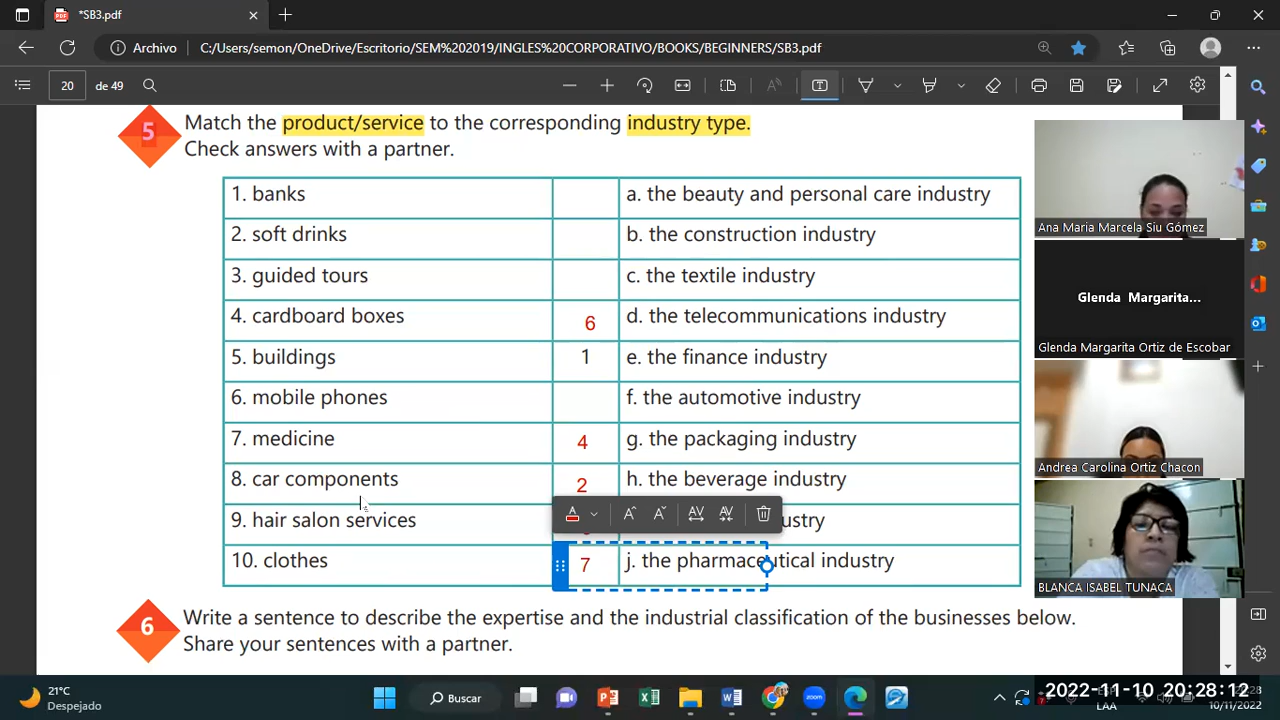 *SB3.pdf
Archivo
C:/Users/semon/OneDrive/Escritorio/SEM%202019/INGLES%20CORPORATIVO/BOOKS/BEGINNERS/SB3.pdf
20 de 49
5 Match the product/service to the corresponding industry type.
Check answers with a partner.
1. banks a. the beauty and personal care industry
2. soft drinks b. the construction industry
3. guided tours c. the textile industry
4. cardboard boxes 6 d. the telecommunications industry
5. buildings 1 e. the finance industry
6. mobile phones f. the automotive industry
7. medicine 4 g. the packaging industry
8. car components 2 h. the beverage industry
9. hair salon services ustry
10. clothes 7 j. the pharmaceutical industry
6 Write a sentence to describe the expertise and the industrial classification of the businesses below.
Share your sentences with a partner.
Ana Maria Marcela Siu Gómez
Glenda Margarita...
Glenda Margarita Ortiz de Escobar
Andrea Carolina Ortiz Chacon
BLANCA ISABEL TUNACA
21°C
Despejado
Buscar
LAA
2022-11-10 20:28:17
10/11/2022